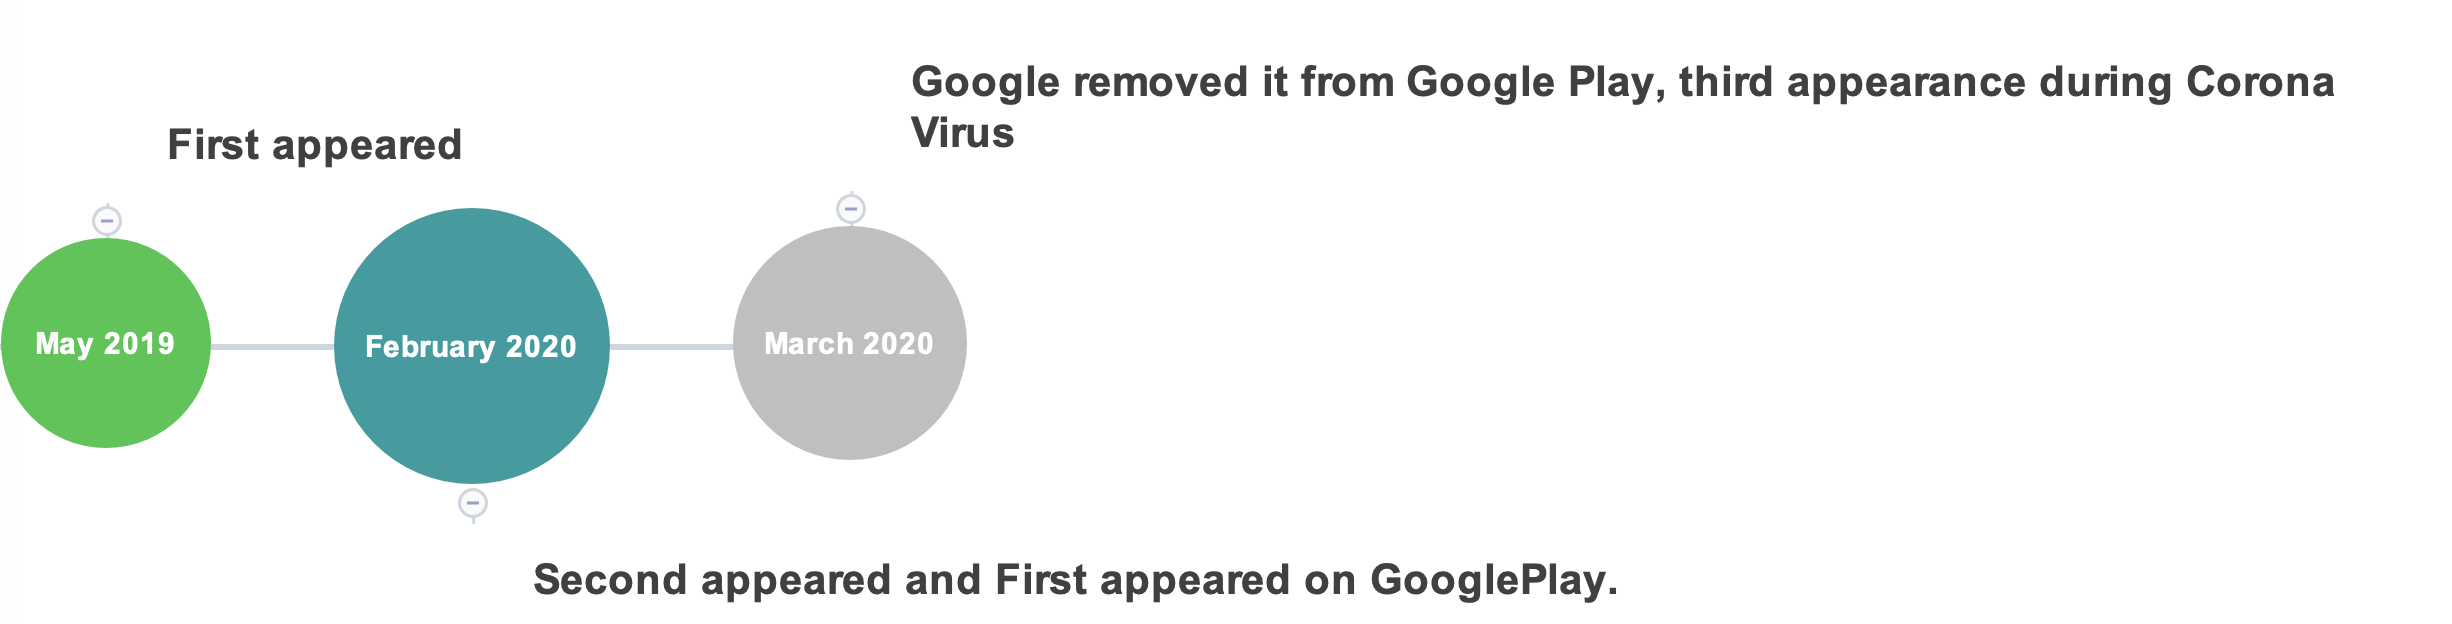 Google removed it from Google Play, third appearance during Corona
Virus
First appeared
May 2019
February 2020
March 2020
Second appeared and First appeared on GooglePlay.